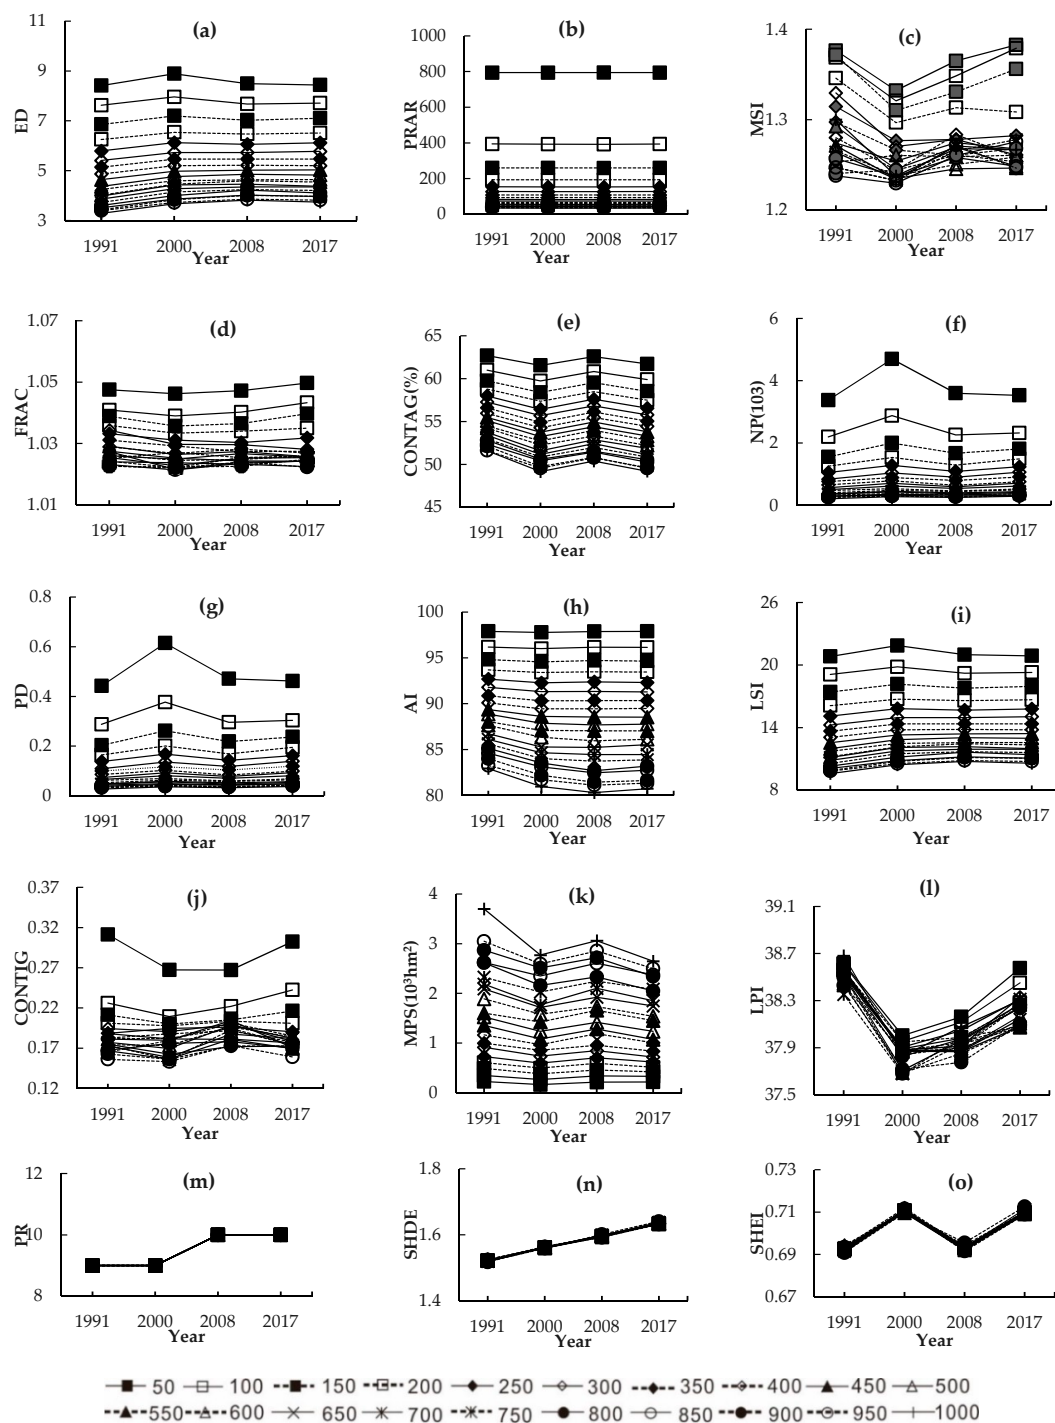 (a)
11
9
7
5
3
ED
1991 2000 2008 2017
Year
(b)
1000
800
600
400
200
0
PRAR
1991 2000 2008 2017
Year
(c)
1.4
1.3
1.2
MSI
1991 2000 2008 2017
Year
(d)
1.07
1.05
1.03
1.01
FRAC
1991 2000 2008 2017
Year
(e)
65
60
55
50
45
CONTAG(%)
1991 2000 2008 2017
Year
(f)
6
4
2
0
NP(103)
1991 2000 2008 2017
Year
(g)
0.8
0.6
0.4
0.2
0
PD
1991 2000 2008 2017
Year
(h)
100
95
90
85
80
AI
1991 2000 2008 2017
Year
(i)
26
20
14
8
LSI
1991 2000 2008 2017
Year
(j)
0.37
0.32
0.27
0.22
0.17
0.12
CONTIG
1991 2000 2008 2017
Year
(k)
4
3
2
1
0
MPS(10³hm²)
1991 2000 2008 2017
Year
(l)
39.1
38.7
38.3
37.9
37.5
LPI
1991 2000 2008 2017
Year
(m)
12
10
8
PR
1991 2000 2008 2017
Year
(n)
1.8
1.6
1.4
SHDE
1991 2000 2008 2017
Year
(o)
0.73
0.71
0.69
0.67
SHEI
1991 2000 2008 2017
Year
50 100 150 200 250 300 350 400 450 500
550 600 650 700 750 800 850 900 950 1000